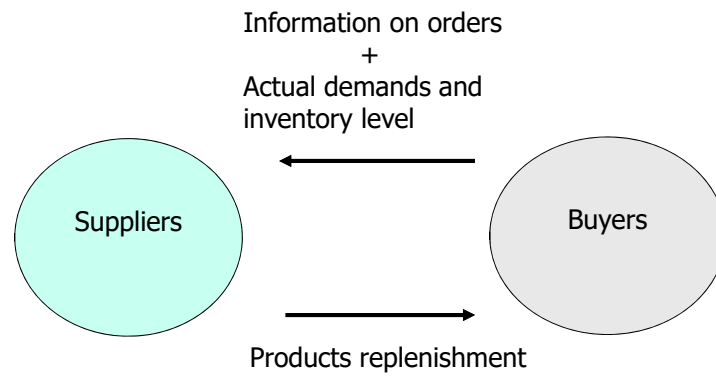 Information on orders
+
Actual demands and
inventory level
Suppliers
Buyers
Products replenishment